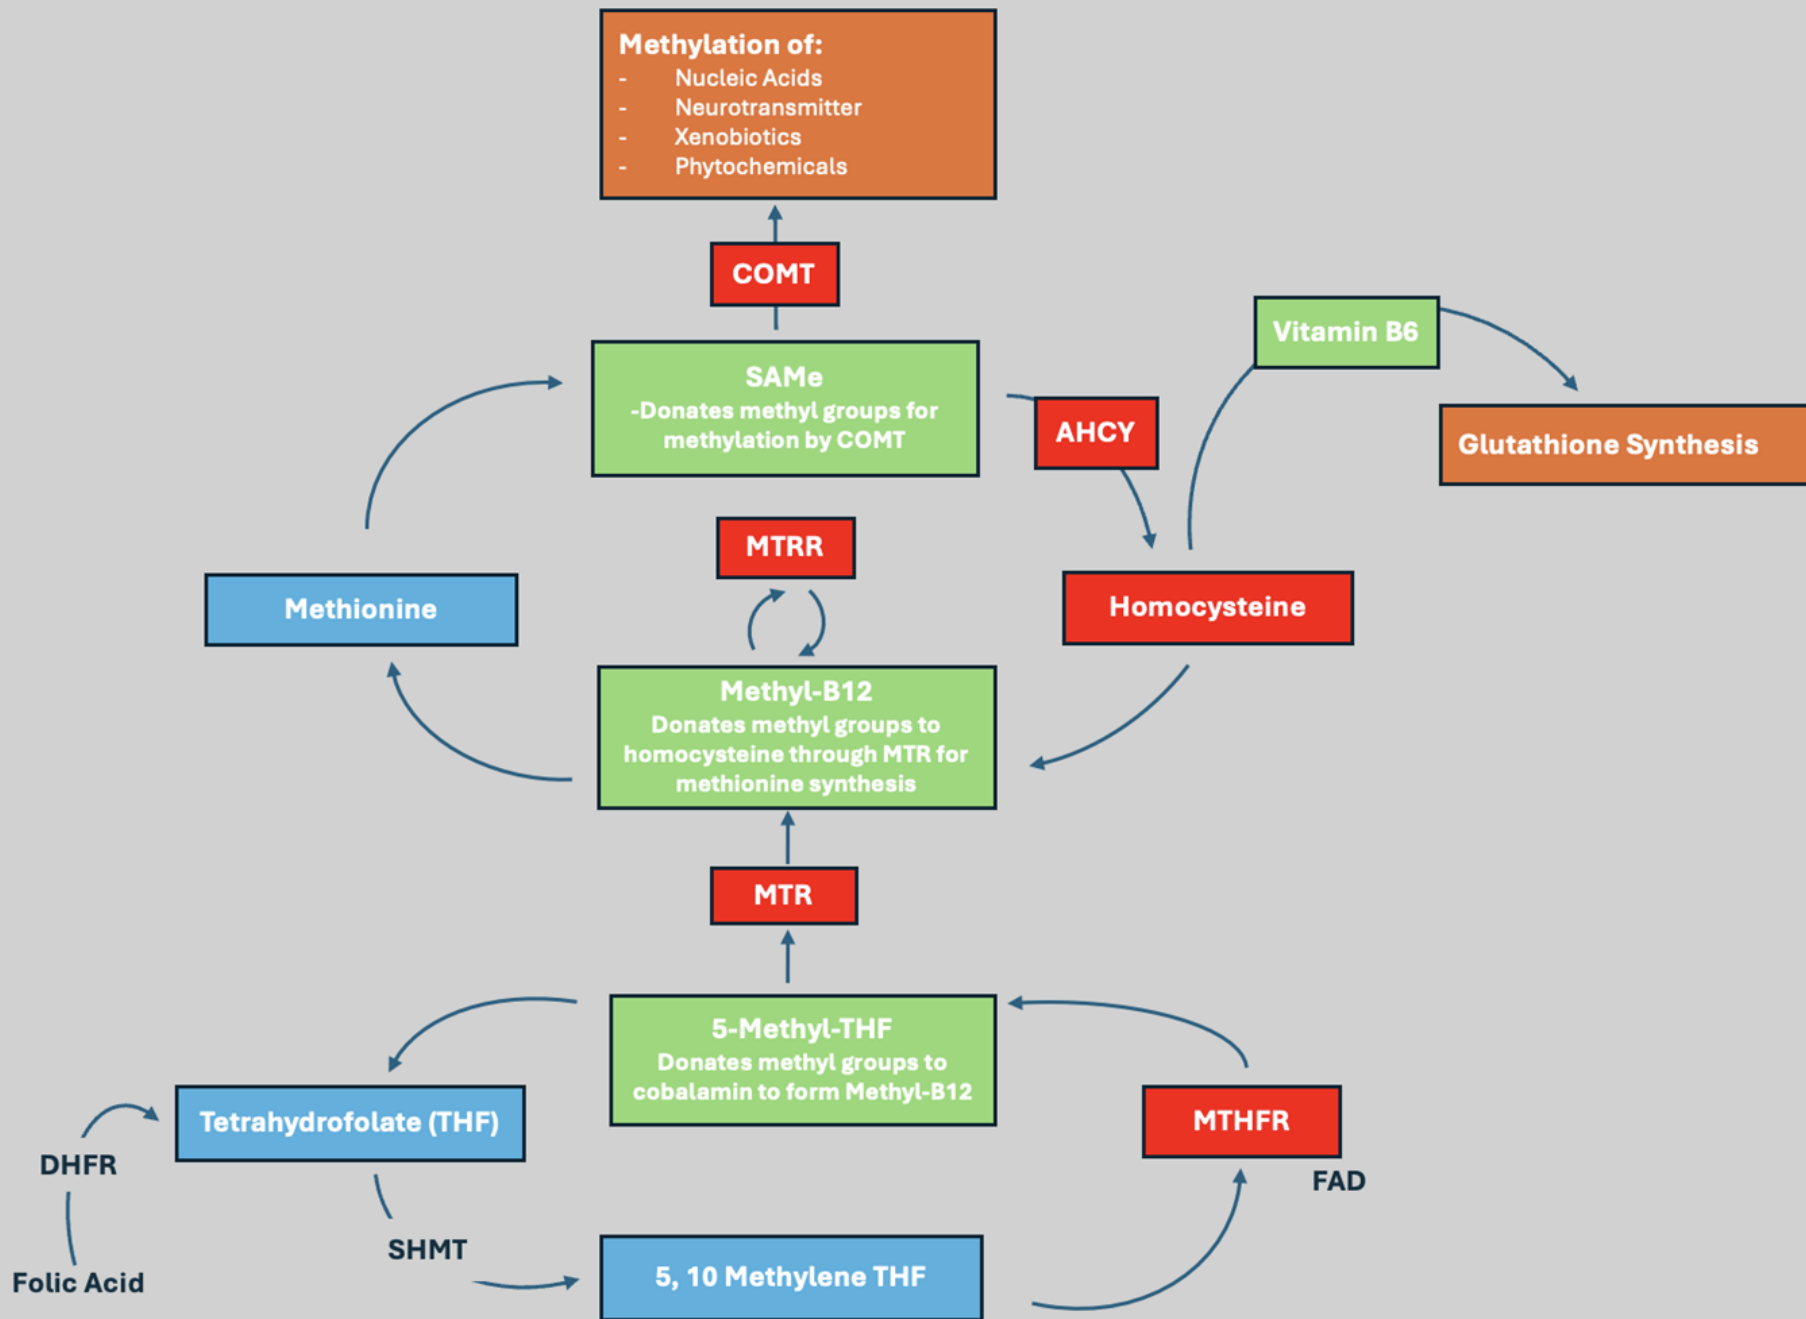 Methylation of:
- Nucleic Acids
- Neurotransmitter
- Xenobiotics
- Phytochemicals
COMT
SAMe
-Donates methyl groups for
methylation by COMT
AHCY
Vitamin B6
Glutathione Synthesis
MTRR
Methionine
Homocysteine
Methyl-B12
Donates methyl groups to
homocysteine through MTR for
methionine synthesis
MTR
5-Methyl-THF
Donates methyl groups to
cobalamin to form Methyl-B12
Tetrahydrofolate (THF)
MTHFR
DHFR
FAD
SHMT
Folic Acid
5, 10 Methylene THF